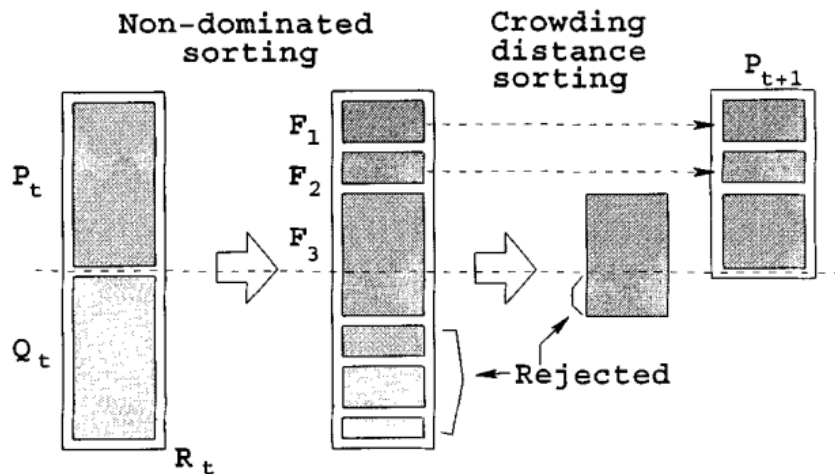 Non-dominated
sorting
Crowding
distance
sorting
P t+1
F 1
F 2
F 3
P t
Q t
R t
Rejected